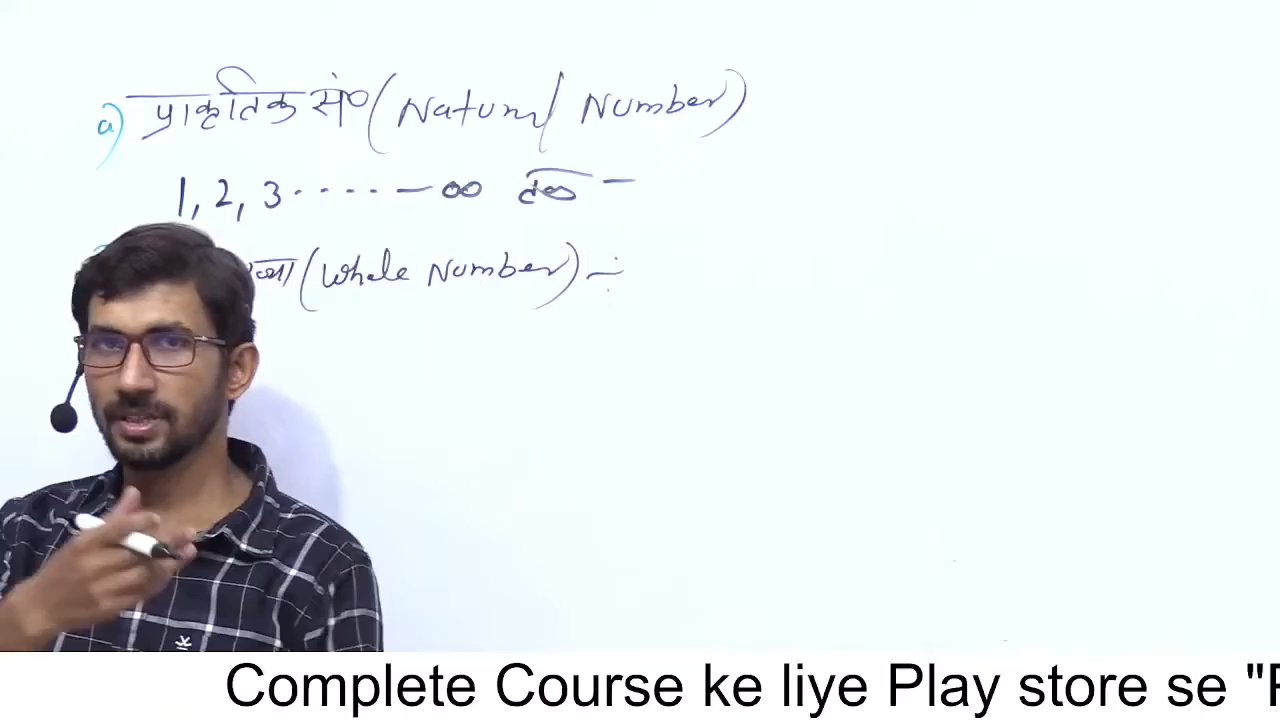 a) प्राकृतिक सं० (Natural Number)
1, 2, 3 ..... — ∞ तक —
ख्या (Whole Number) ÷
Complete Course ke liye Play store se "P